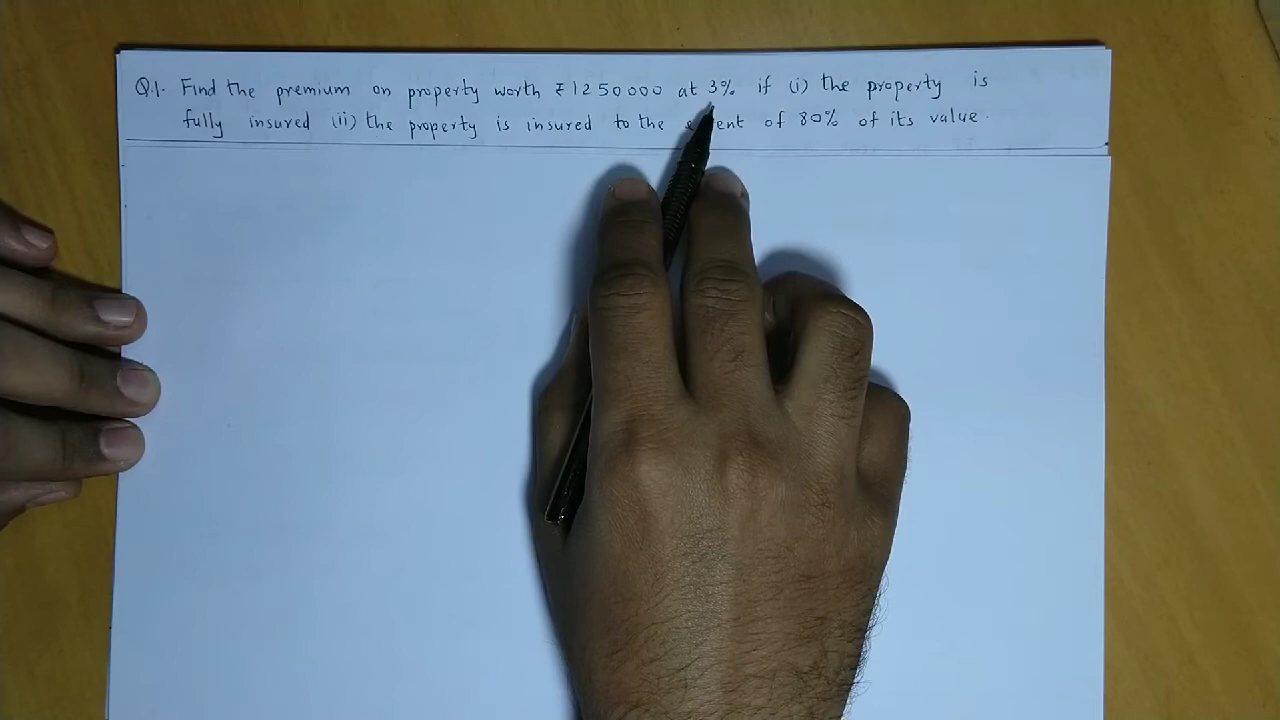 Q.1. Find the premium on property worth ₹1250000 at 3% if (i) the property is
fully insured (ii) the property is insured to the of 80% of its value.